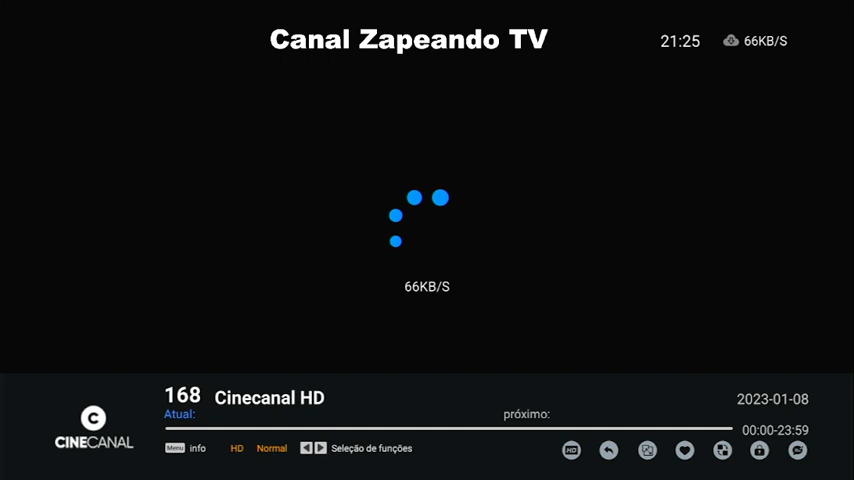 Canal Zapeando TV
21:25 66KB/S
66KB/S
168 Cinecanal HD 2023-01-08
Atual: próximo:
00:00-23:59
C
CINECANAL
Menu info HD Normal Seleção de funções HD